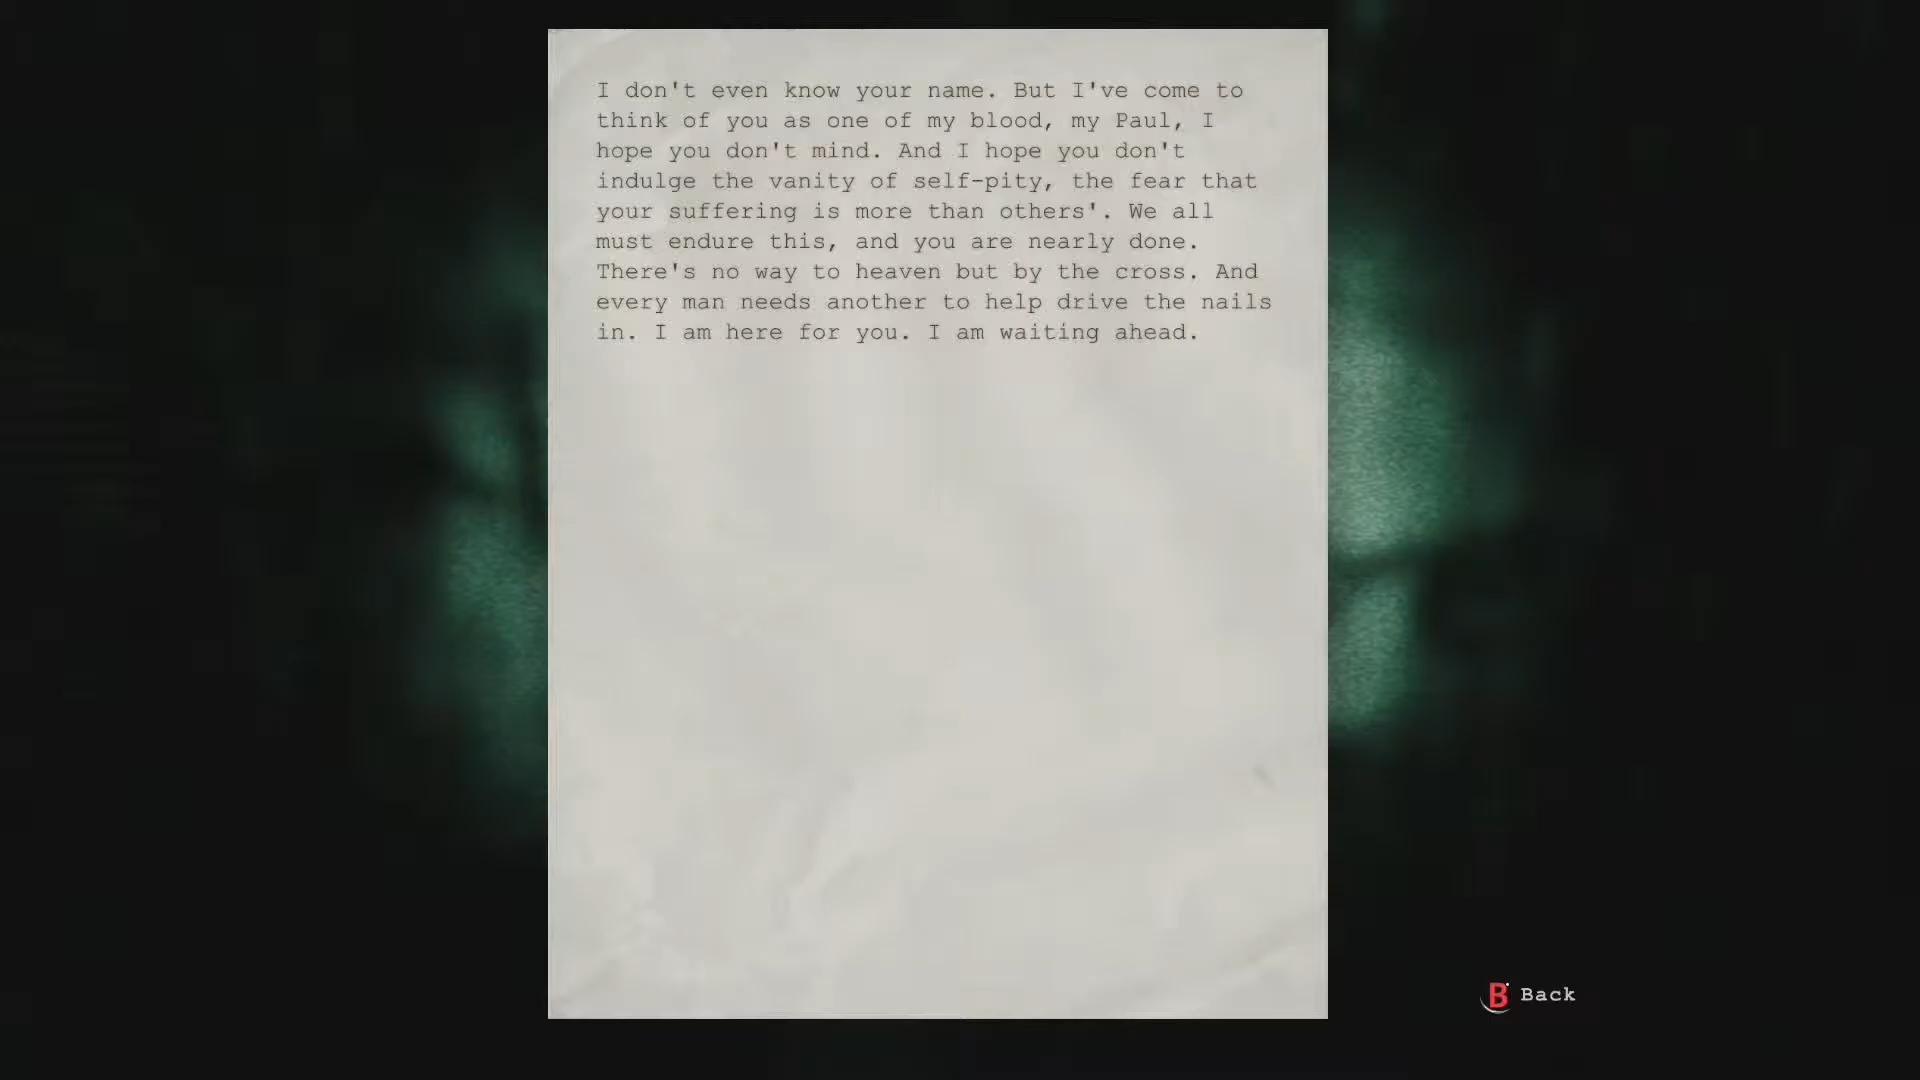 I don't even know your name. But I've come to
think of you as one of my blood, my Paul, I
hope you don't mind. And I hope you don't
indulge the vanity of self-pity, the fear that
your suffering is more than others'. We all
must endure this, and you are nearly done.
There's no way to heaven but by the cross. And
every man needs another to help drive the nails
in. I am here for you. I am waiting ahead.
B Back